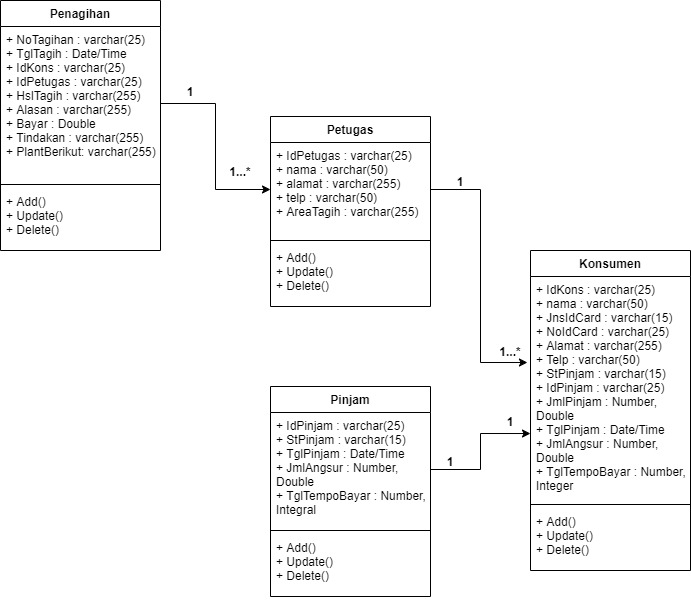 Penagihan
+ NoTagihan : varchar(25)
+ TglTagih : Date/Time
+ IdKons : varchar(25)
+ IdPetugas : varchar(25)
+ HslTagih : varchar(255)
+ Alasan : varchar(255)
+ Bayar : Double
+ Tindakan : varchar(255)
+ PlantBerikut: varchar(255)
+ Add()
+ Update()
+ Delete()
1
1...*
Petugas
+ IdPetugas : varchar(25)
+ nama : varchar(50)
+ alamat : varchar(255)
+ telp : varchar(50)
+ AreaTagih : varchar(255)
+ Add()
+ Update()
+ Delete()
1
1...*
Konsumen
+ IdKons : varchar(25)
+ nama : varchar(50)
+ JnsIdCard : varchar(15)
+ NoIdCard : varchar(25)
+ Alamat : varchar(255)
+ Telp : varchar(50)
+ StPinjam : varchar(15)
+ IdPinjam : varchar(25)
+ JmlPinjam : Number,
Double
+ TglPinjam : Date/Time
+ JmlAngsur : Number,
Double
+ TglTempoBayar : Number,
Integer
+ Add()
+ Update()
+ Delete()
Pinjam
+ IdPinjam : varchar(25)
+ StPinjam : varchar(15)
+ TglPinjam : Date/Time
+ JmlAngsur : Number,
Double
+ TglTempoBayar : Number,
Integral
+ Add()
+ Update()
+ Delete()
1
1